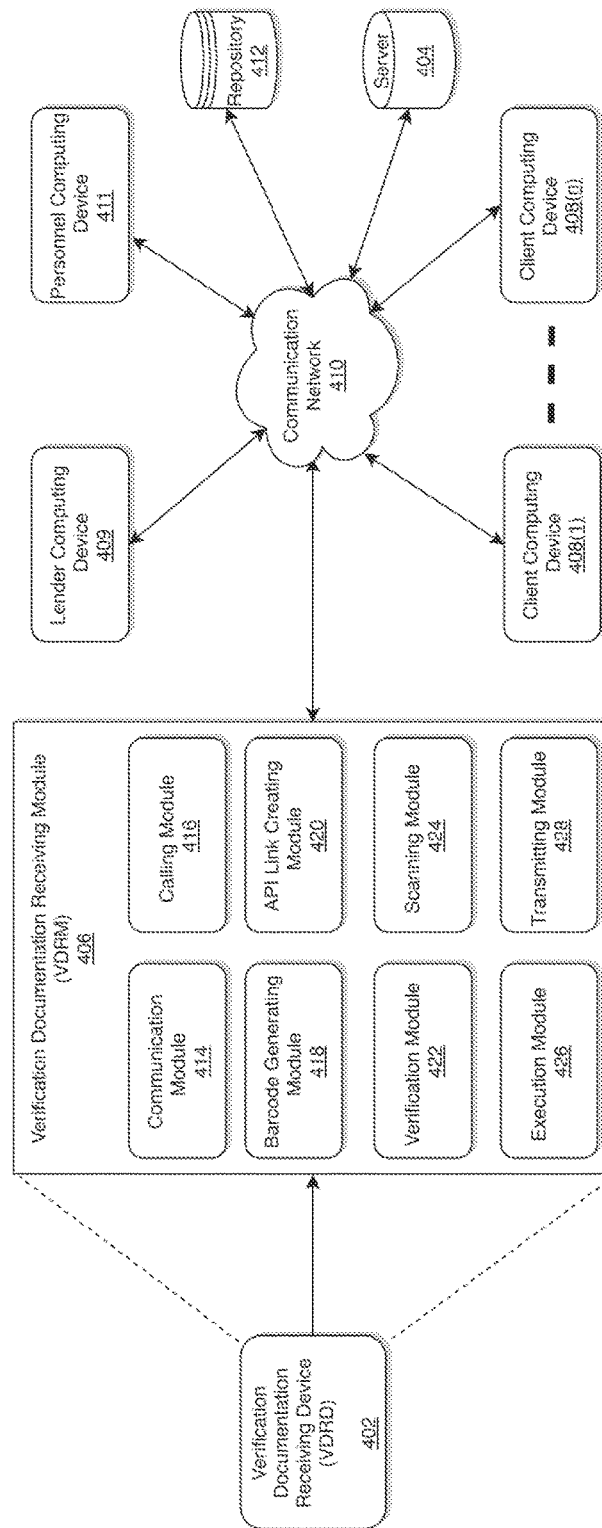 Verification
Documentation
Receiving Device
(VDRD)
402
Verification Documentation Receiving Module
(VDRM)
406
Communication
Module
414
Calling Module
416
Barcode Generating
Module
418
API Link Creating
Module
420
Verification Module
422
Scanning Module
424
Execution Module
426
Transmitting Module
428
Lender Computing
Device
409
Personnel Computing
Device
411
Communication
Network
410
Repository
412
Server
404
Client Computing
Device
408(1)
Client Computing
Device
408(n)